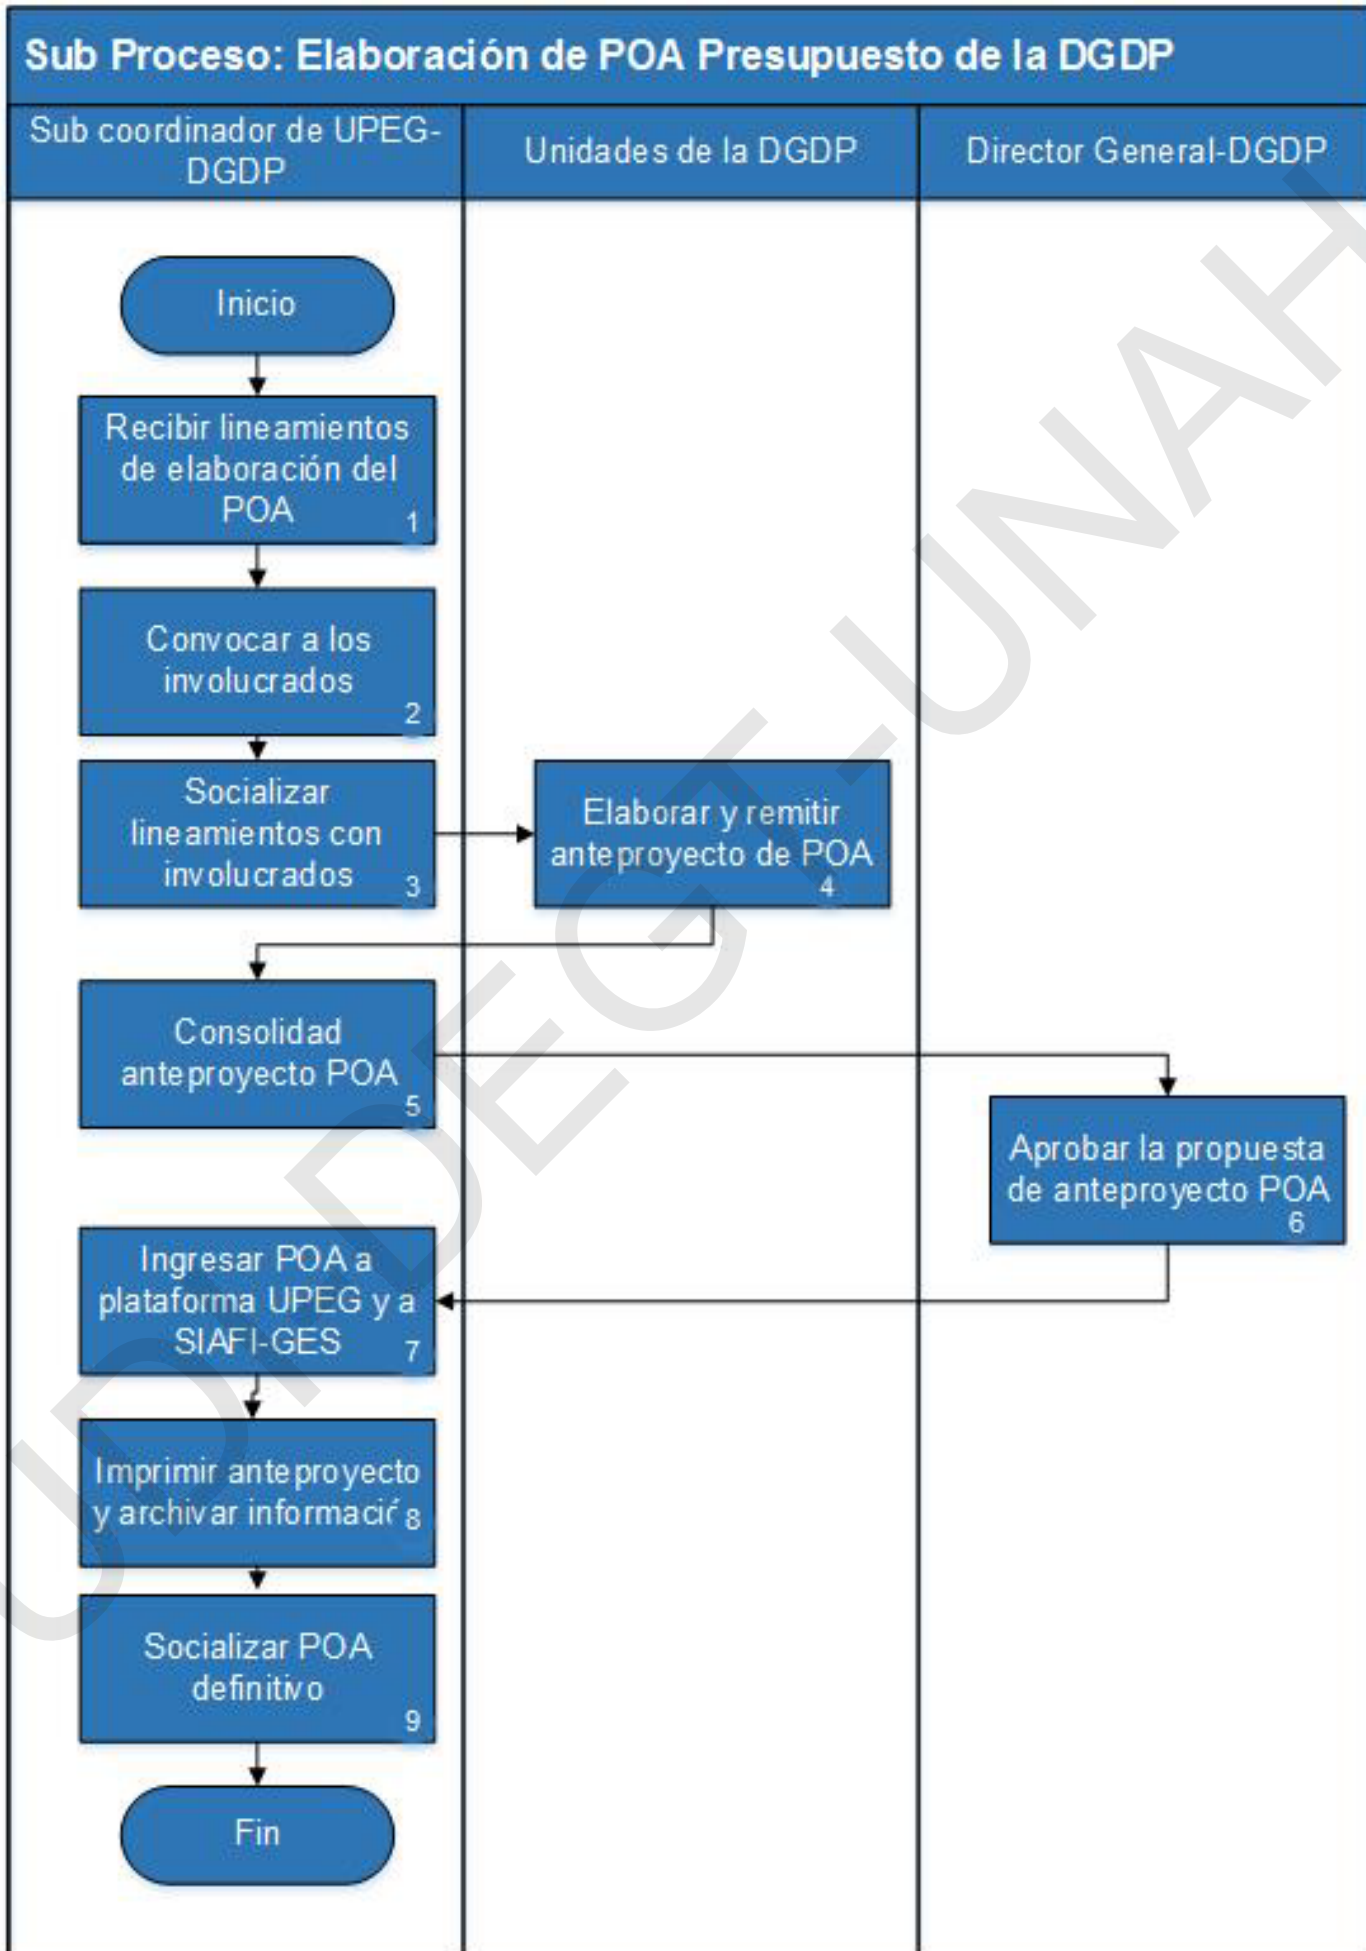 Sub Proceso: Elaboración de POA Presupuesto de la DGDP
Sub coordinador de UPEG-
DGDP
Unidades de la DGDP
Director General-DGDP
Inicio
Recibir lineamientos
de elaboración del
POA
1
Convocar a los
involucrados
2
Socializar
lineamientos con
involucrados
3
Elaborar y remitir
anteproyecto de POA
4
Consolidad
anteproyecto POA
5
Aprobar la propuesta
de anteproyecto POA
6
Ingresar POA a
plataforma UPEG y a
SIAFI-GES
7
Imprimir anteproyecto
y archivar informació
8
Socializar POA
definitivo
9
Fin
UDI-DEGT-UNAH